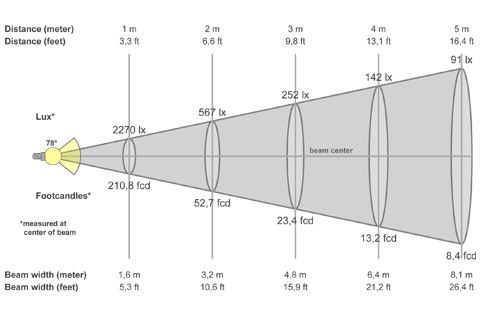 Distance (meter) 1 m 2 m 3 m 4 m 5 m
Distance (feet) 3,3 ft 6,6 ft 9,8 ft 13,1 ft 16,4 ft
91 lx
142 lx
252 lx
567 lx
Lux*
2270 lx
78°
beam center
210,8 fcd
Footcandles*
52,7 fcd
23,4 fcd
*measured at
center of beam
13,2 fcd
8,4 fcd
Beam width (meter) 1,6 m 3,2 m 4,8 m 6,4 m 8,1 m
Beam width (feet) 5,3 ft 10,6 ft 15,9 ft 21,2 ft 26,4 ft